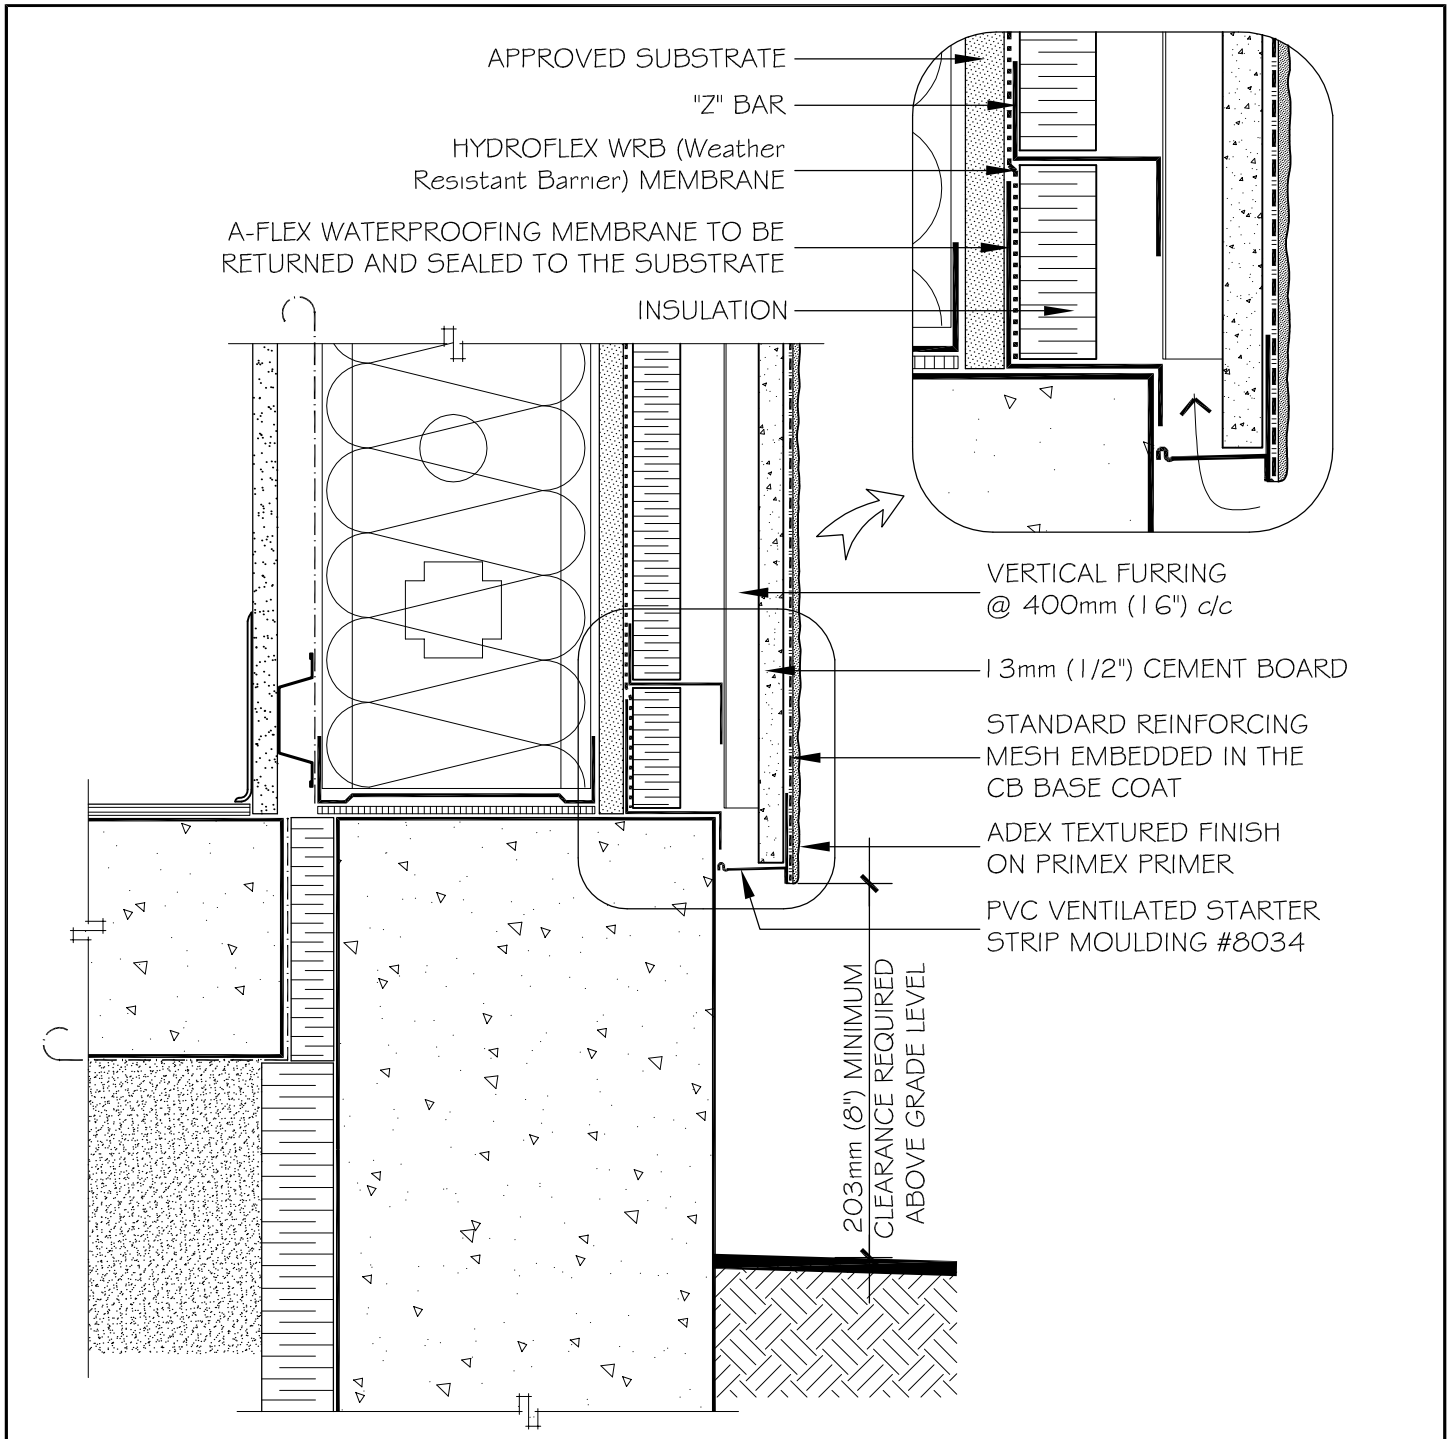 APPROVED SUBSTRATE
"Z" BAR
HYDROFLEX WRB (Weather
Resistant Barrier) MEMBRANE
A-FLEX WATERPROOFING MEMBRANE TO BE
RETURNED AND SEALED TO THE SUBSTRATE
INSULATION
VERTICAL FURRING
@ 400mm (16") c/c
13mm (1/2") CEMENT BOARD
STANDARD REINFORCING
MESH EMBEDDED IN THE
CB BASE COAT
ADEX TEXTURED FINISH
ON PRIMEX PRIMER
PVC VENTILATED STARTER
STRIP MOULDING #8034
203mm (8") MINIMUM
CLEARANCE REQUIRED
ABOVE GRADE LEVEL